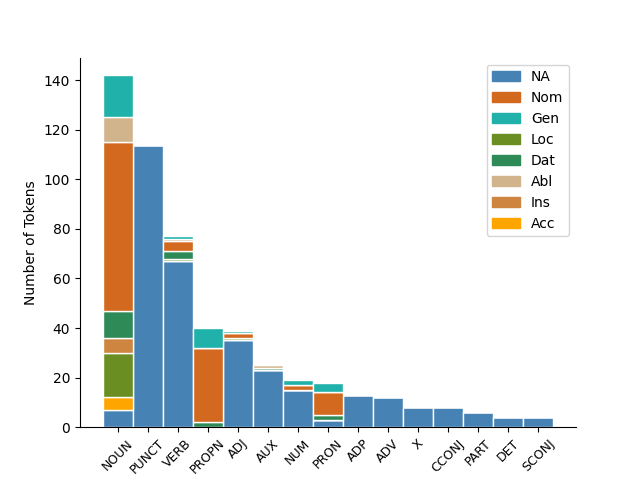 140
120
100
80
60
40
20
0
Number of Tokens
NA
Nom
Gen
Loc
Dat
Abl
Ins
Acc
NOUN
PUNCT
VERB
PROPN
ADJ
AUX
NUM
PRON
ADP
ADV
X
CCONJ
PART
DET
SCONJ